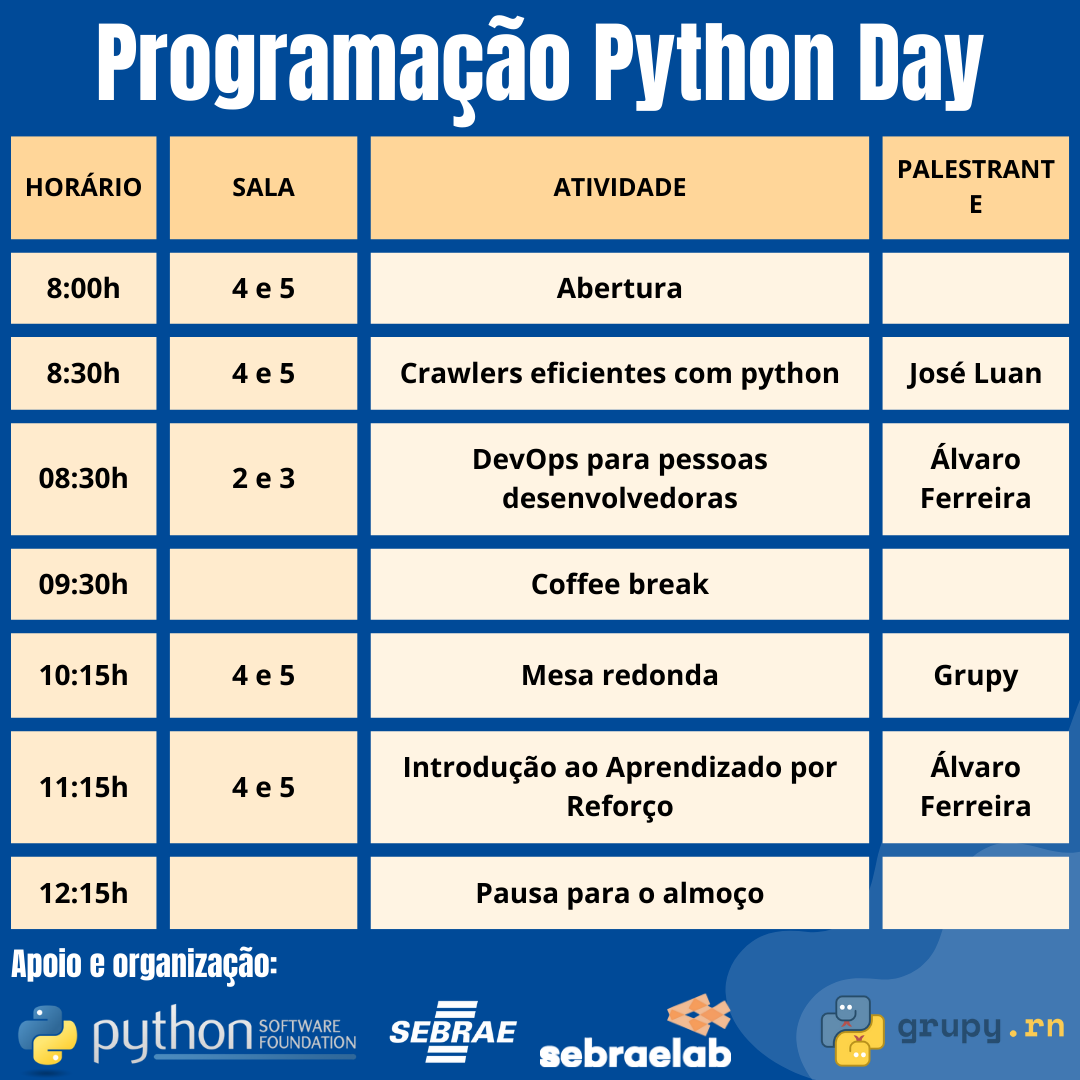 Programação Python Day
HORÁRIO SALA ATIVIDADE PALESTRANT
E
8:00h 4 e 5 Abertura
8:30h 4 e 5 Crawlers eficientes com python José Luan
08:30h 2 e 3 DevOps para pessoas
desenvolvedoras Álvaro
Ferreira
09:30h Coffee break
10:15h 4 e 5 Mesa redonda Grupy
11:15h 4 e 5 Introdução ao Aprendizado por
Reforço Álvaro
Ferreira
12:15h Pausa para o almoço
Apoio e organização:
python SOFTWARE
FOUNDATION
SEBRAE
sebraelab
grupy.rn